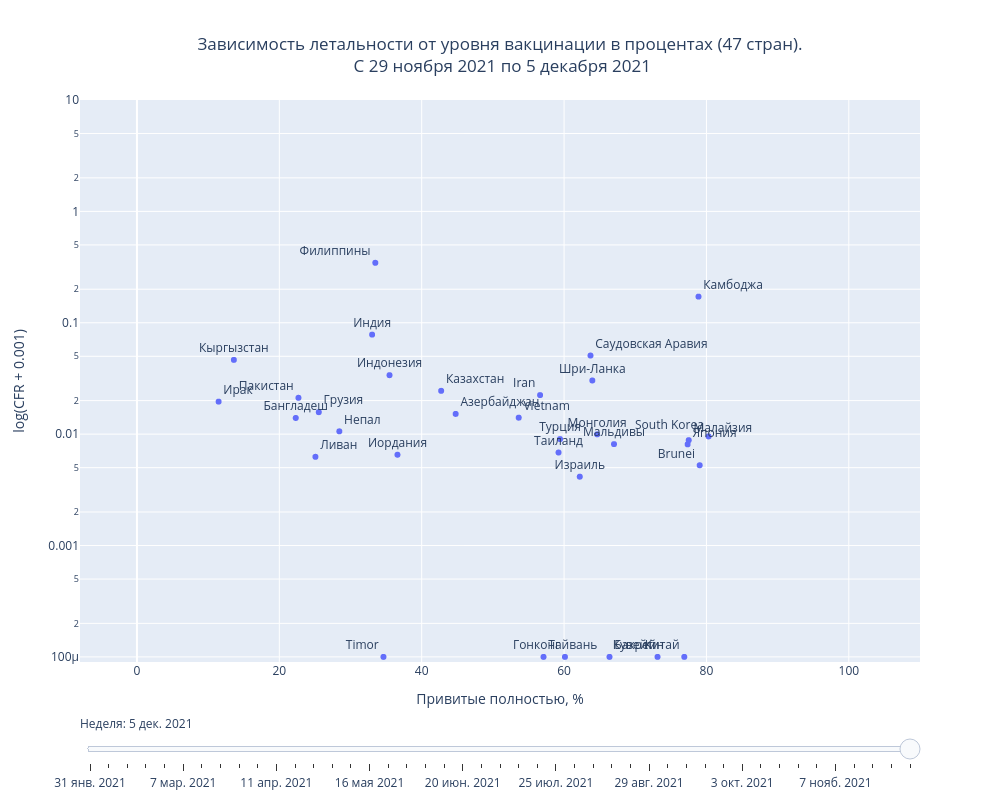 Зависимость летальности от уровня вакцинации в процентах (47 стран).
С 29 ноября 2021 по 5 декабря 2021
10
5
2
1
5
Филиппины
2
Камбоджа
0.1
Индия
Саудовская Аравия
Кыргызстан
5
Индонезия
Шри-Ланка
Казахстан
Iran
Пакистан
Ирак
2
Грузия
Азербайджан
Vietnam
Бангладеш
Непал
Монголия
South Korea
Малайзия
Турция
Мальдивы
Япония
0.01
Таиланд
Ливан
Иордания
Brunei
Израиль
5
2
0.001
5
2
Timor
Гонконг
Тайвань
Китай
100μ
0
20
40
60
80
100
log(CFR + 0.001)
Привитые полностью, %
Неделя: 5 дек. 2021
31 янв. 2021
7 мар. 2021
11 апр. 2021
16 мая 2021
20 июн. 2021
25 июл. 2021
29 авг. 2021
3 окт. 2021
7 нояб. 2021